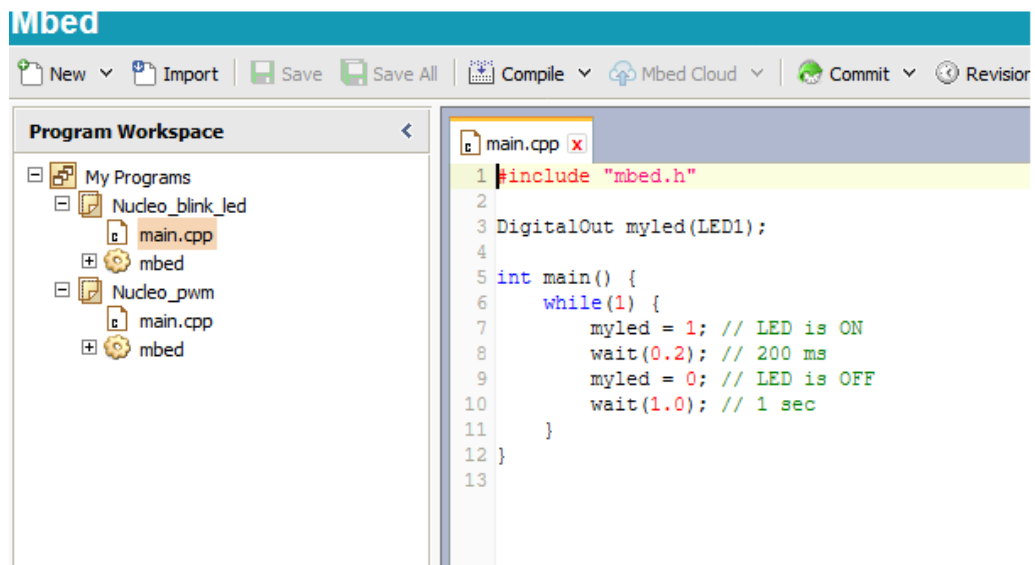 Mbed
New Import Save Save All Compile Mbed Cloud Commit Revision
Program Workspace
My Programs
Nucleo_blink_led
main.cpp
mbed
Nucleo_pwm
main.cpp
mbed
main.cpp x
1 #include "mbed.h"
2
3 DigitalOut myled(LED1);
4
5 int main() {
6     while(1) {
7         myled = 1; // LED is ON
8         wait(0.2); // 200 ms
9         myled = 0; // LED is OFF
10         wait(1.0); // 1 sec
11     }
12 }
13